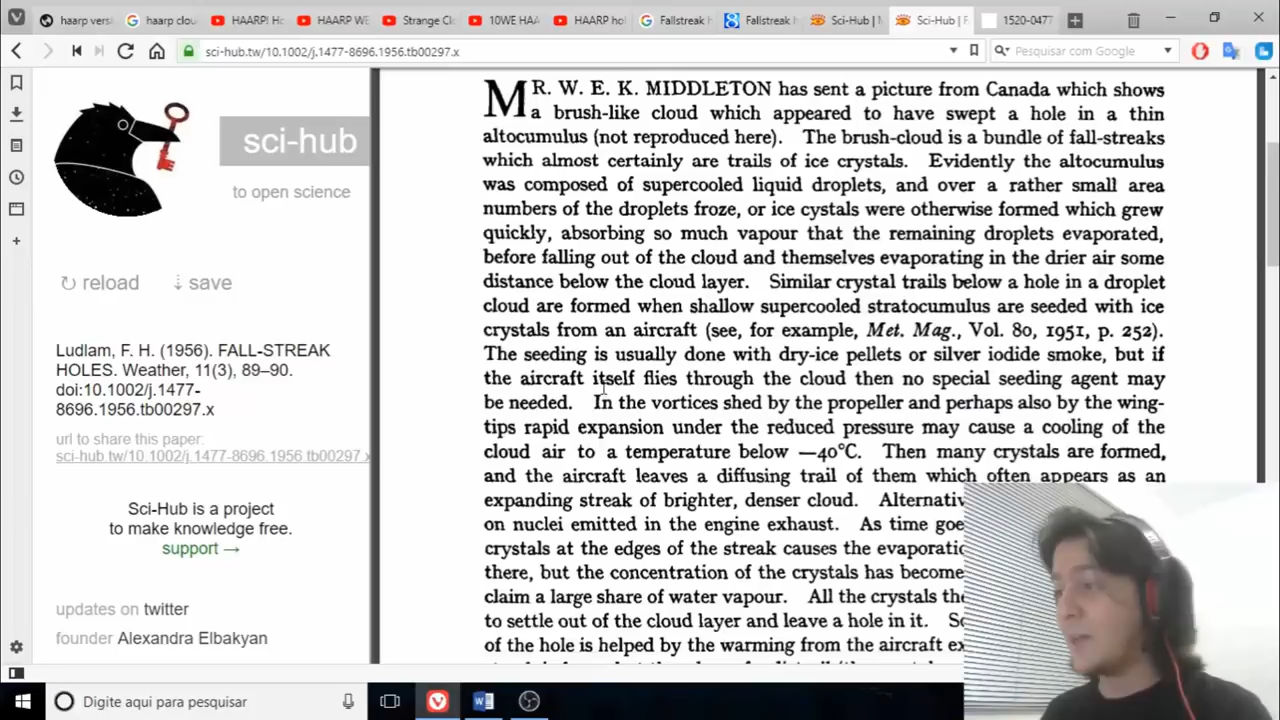 haarp versi
haarp clou
HAARP! H
HAARP WE
Strange Cl
10WE HAA
HAARP hol
Fallstreak h
Fallstreak h
Sci-Hub | M
Sci-Hub | F
1520-0477
sci-hub.tw/10.1002/j.1477-8696.1956.tb00297.x
Pesquisar com Google
sci-hub
to open science
reload
save
Ludlam, F. H. (1956). FALL-STREAK
HOLES. Weather, 11(3), 89–90.
doi:10.1002/j.1477-
8696.1956.tb00297.x
url to share this paper:
sci-hub.tw/10.1002/j.1477-8696.1956.tb00297.x
Sci-Hub is a project
to make knowledge free.
support →
updates on twitter
founder Alexandra Elbakyan
MR. W. E. K. MIDDLETON has sent a picture from Canada which shows
a brush-like cloud which appeared to have swept a hole in a thin
altocumulus (not reproduced here). The brush-cloud is a bundle of fall-streaks
which almost certainly are trails of ice crystals. Evidently the altocumulus
was composed of supercooled liquid droplets, and over a rather small area
numbers of the droplets froze, or ice cystals were otherwise formed which grew
quickly, absorbing so much vapour that the remaining droplets evaporated,
before falling out of the cloud and themselves evaporating in the drier air some
distance below the cloud layer. Similar crystal trails below a hole in a droplet
cloud are formed when shallow supercooled stratocumulus are seeded with ice
crystals from an aircraft (see, for example, Met. Mag., Vol. 80, 1951, p. 252).
The seeding is usually done with dry-ice pellets or silver iodide smoke, but if
the aircraft itself flies through the cloud then no special seeding agent may
be needed. In the vortices shed by the propeller and perhaps also by the wing-
tips rapid expansion under the reduced pressure may cause a cooling of the
cloud air to a temperature below —40°C. Then many crystals are formed,
and the aircraft leaves a diffusing trail of them which often appears as an
expanding streak of brighter, denser cloud. Alternativ
on nuclei emitted in the engine exhaust. As time goe
crystals at the edges of the streak causes the evaporati
there, but the concentration of the crystals has become
claim a large share of water vapour. All the crystals the
to settle out of the cloud layer and leave a hole in it. S
of the hole is helped by the warming from the aircraft ex
Digite aqui para pesquisar